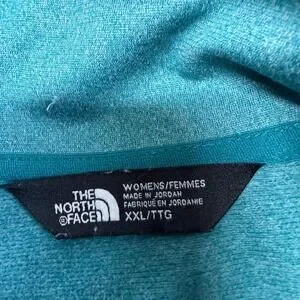 THE
NORTH
FACE
WOMENS/FEMMES
MADE IN JORDAN
FABRIQUÉ EN JORDANIE
XXL/TTG